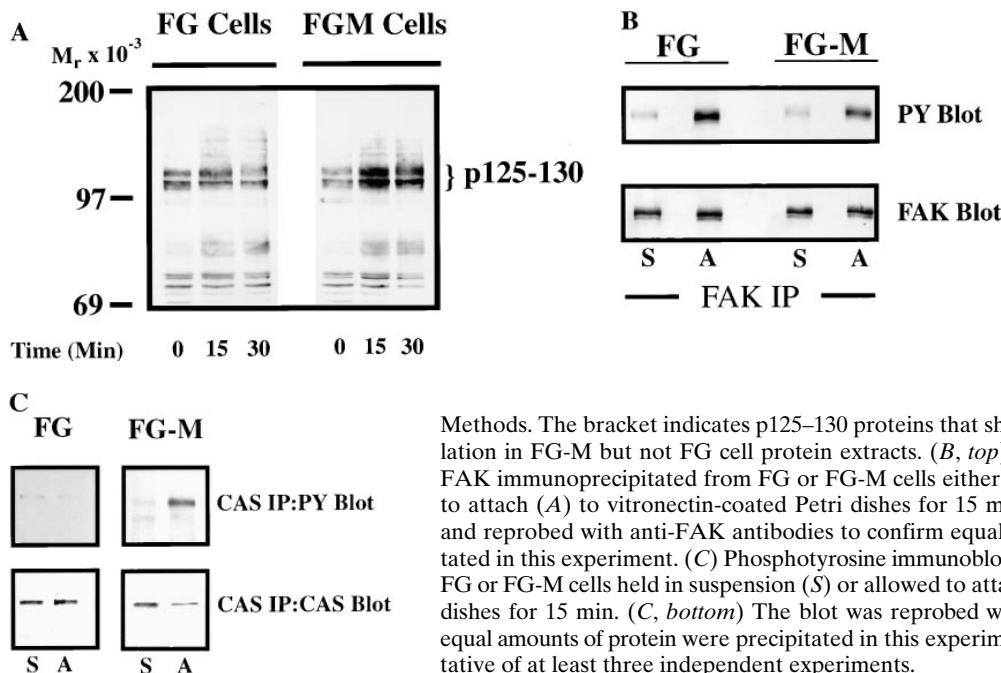 A
FG Cells FGM Cells
Mr x 10-3
200
97
69
} p125-130
Time (Min) 0 15 30 0 15 30
B
FG FG-M
PY Blot
FAK Blot
S A S A
FAK IP
C
FG FG-M
CAS IP:PY Blot
CAS IP:CAS Blot
S A S A
Methods. The bracket indicates p125–130 proteins that sh
lation in FG-M but not FG cell protein extracts. (B, top)
FAK immunoprecipitated from FG or FG-M cells either
to attach (A) to vitronectin-coated Petri dishes for 15 m
and reprobed with anti-FAK antibodies to confirm equal
tated in this experiment. (C) Phosphotyrosine immunoblo
FG or FG-M cells held in suspension (S) or allowed to atta
dishes for 15 min. (C, bottom) The blot was reprobed w
equal amounts of protein were precipitated in this experim
tative of at least three independent experiments.